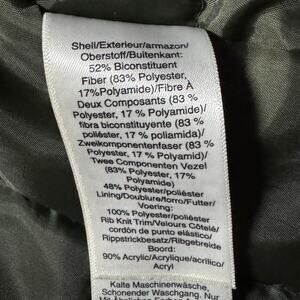 Shell/Exterieur/armazon/
Oberstoff/Buitenkant:
52% Biconstituent
Fiber (83% Polyester,
17%Polyamide)/Fibre À
Deux Composants (83 %
Polyester, 17 % Polyamide)/
fibra biconstituyente (83 %
poliéster, 17 % poliamida)/
Zweikomponentenfaser (83 %
Polyester, 17 % Polyamid)/
Twee Componenten Vezel
(83% Polyester, 17%
Polyamide)
48% Polyester/poliéster
Lining/Doublure/forro/Futter/
Voering:
100% Polyester/poliéster
Rib Knit Trim/Velours Côtelé/
cordón de punto elástico/
Rippstrickbesatz/Ribgebreide
Boord:
90% Acrylic/Acrylique/acrílico/
Acryl
Kalte Maschinenwäsche,
Schonender Waschgang. Nur